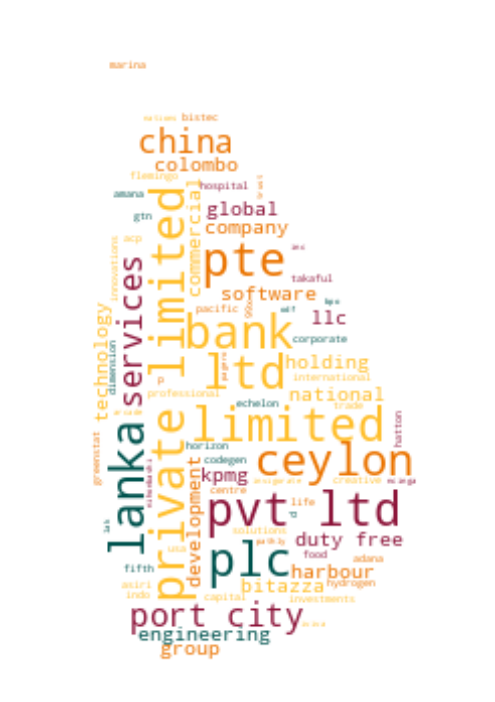 marina
bistec
china
colombo
flemingo
hospital
amana
commercial
global
gtn
company
acp
pte
innovations
services
takaful
software
pacific
llc
technology
private limited
bank
corporate
dimension
ltd
holding
international
professional
national
echelon
trade
limited
hatton
lanka
horizon
ceylon
codegen
greenstat
kpmg
creative
development
centre
pvt ltd
life
solutions
duty free
plc
food
adana
fifth
harbour
asiri
bitazza
hydrogen
indo
capital
investments
port city
engineering
group